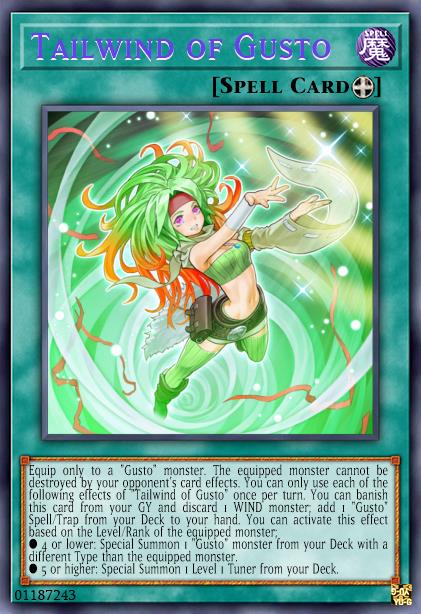 Tailwind of Gusto
SPELL
魔
[Spell Card]
Equip only to a "Gusto" monster. The equipped monster cannot be
destroyed by your opponent's card effects. You can only use each of the
following effects of "Tailwind of Gusto" once per turn. You can banish
this card from your GY and discard 1 WIND monster; add 1 "Gusto"
Spell/Trap from your Deck to your hand. You can activate this effect
based on the Level/Rank of the equipped monster;
● 4 or lower: Special Summon 1 "Gusto" monster from your Deck with a
different Type than the equipped monster.
● 5 or higher: Special Summon 1 Level 1 Tuner from your Deck.
01187243